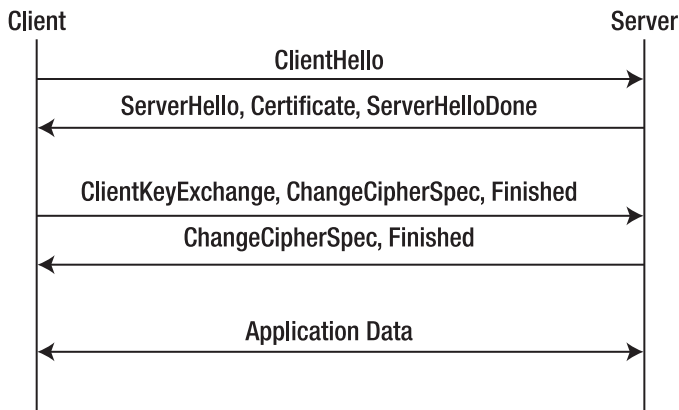 Client
Server
ClientHello
ServerHello, Certificate, ServerHelloDone
ClientKeyExchange, ChangeCipherSpec, Finished
ChangeCipherSpec, Finished
Application Data